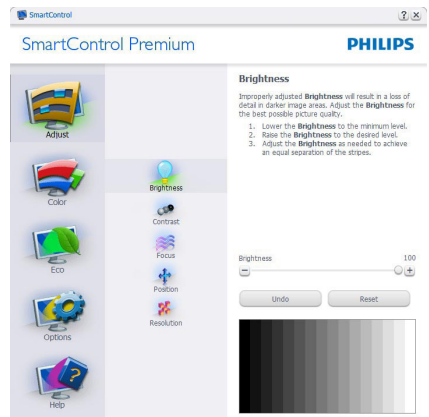 SmartControl
SmartControl Premium
PHILIPS
Adjust
Color
Eco
Options
Help
Brightness
Contrast
Focus
Position
Resolution
Brightness
Improperly adjusted Brightness will result in a loss of
detail in darker image areas. Adjust the Brightness for
the best possible picture quality.
1. Lower the Brightness to the minimum level.
2. Raise the Brightness to the desired level.
3. Adjust the Brightness as needed to achieve
an equal separation of the stripes.
Brightness 100
Undo Reset